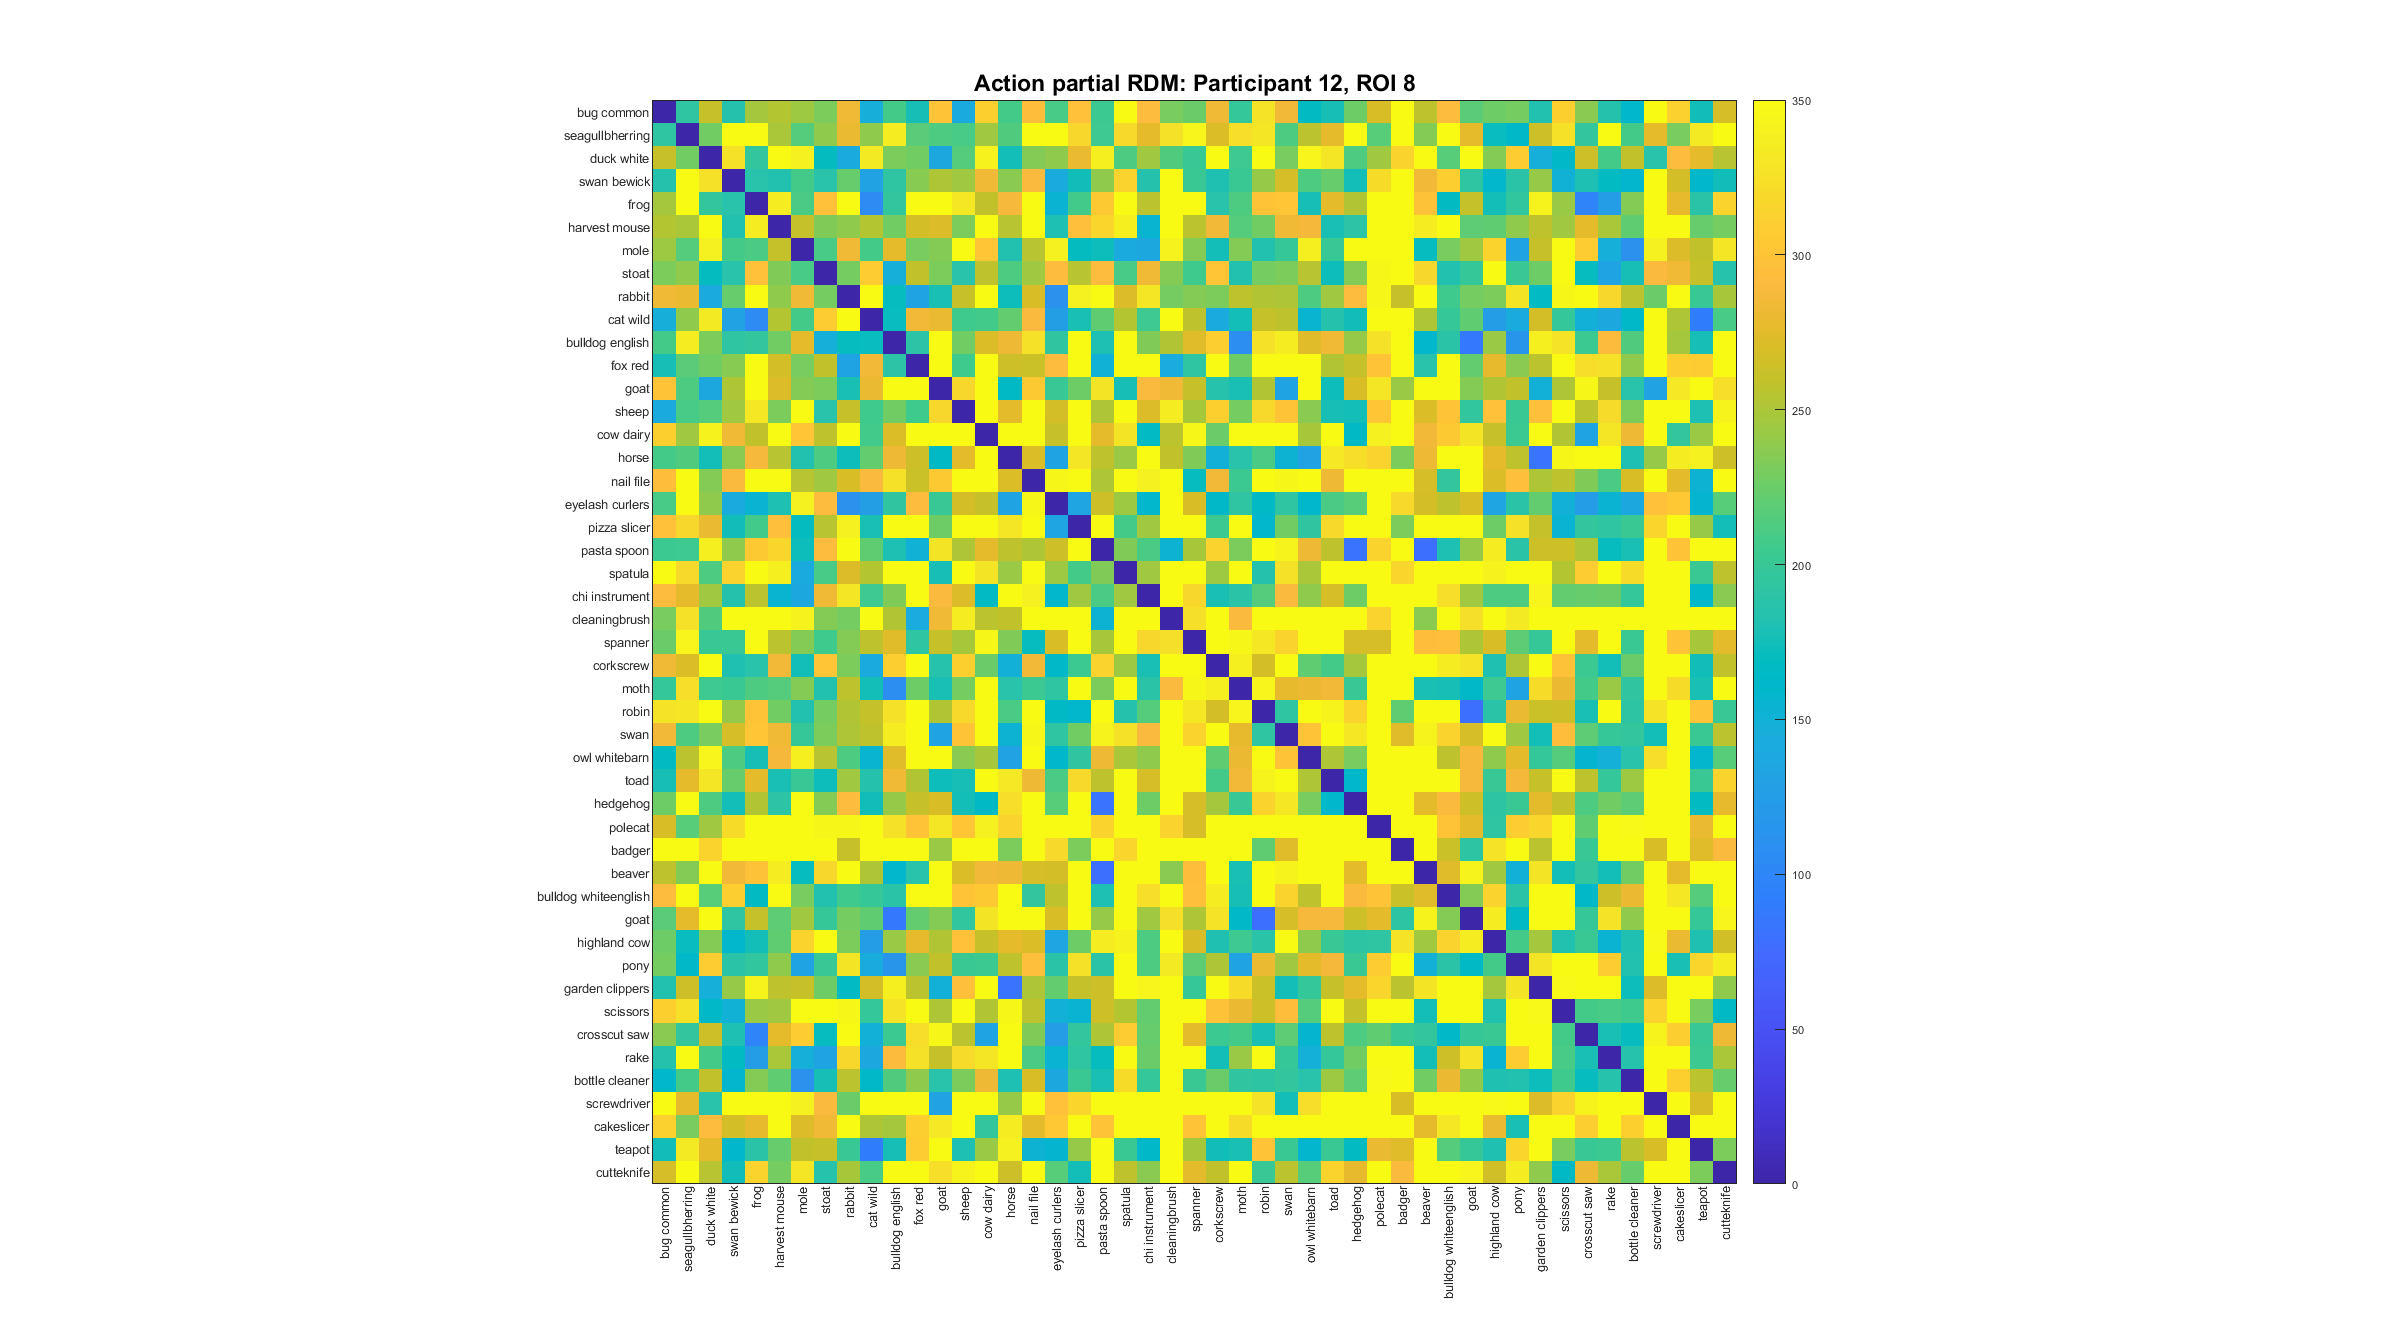 Action partial RDM: Participant 12, ROI 8
bug common
seagullbherring
duck white
swan bewick
frog
harvest mouse
mole
stoat
rabbit
cat wild
bulldog english
fox red
goat
sheep
cow dairy
horse
nail file
eyelash curlers
pizza slicer
pasta spoon
spatula
chi instrument
cleaningbrush
spanner
corkscrew
moth
robin
swan
owl whitebarn
toad
hedgehog
polecat
badger
beaver
bulldog whiteenglish
goat
highland cow
pony
garden clippers
scissors
crosscut saw
rake
bottle cleaner
screwdriver
cakeslicer
teapot
cutteknife
bug common
seagullbherring
duck white
swan bewick
frog
harvest mouse
mole
stoat
rabbit
cat wild
bulldog english
fox red
goat
sheep
cow dairy
horse
nail file
eyelash curlers
pizza slicer
pasta spoon
spatula
chi instrument
cleaningbrush
spanner
corkscrew
moth
robin
swan
owl whitebarn
toad
hedgehog
polecat
badger
beaver
bulldog whiteenglish
goat
highland cow
pony
garden clippers
scissors
crosscut saw
rake
bottle cleaner
screwdriver
cakeslicer
teapot
cutteknife
350
300
250
200
150
100
50
0